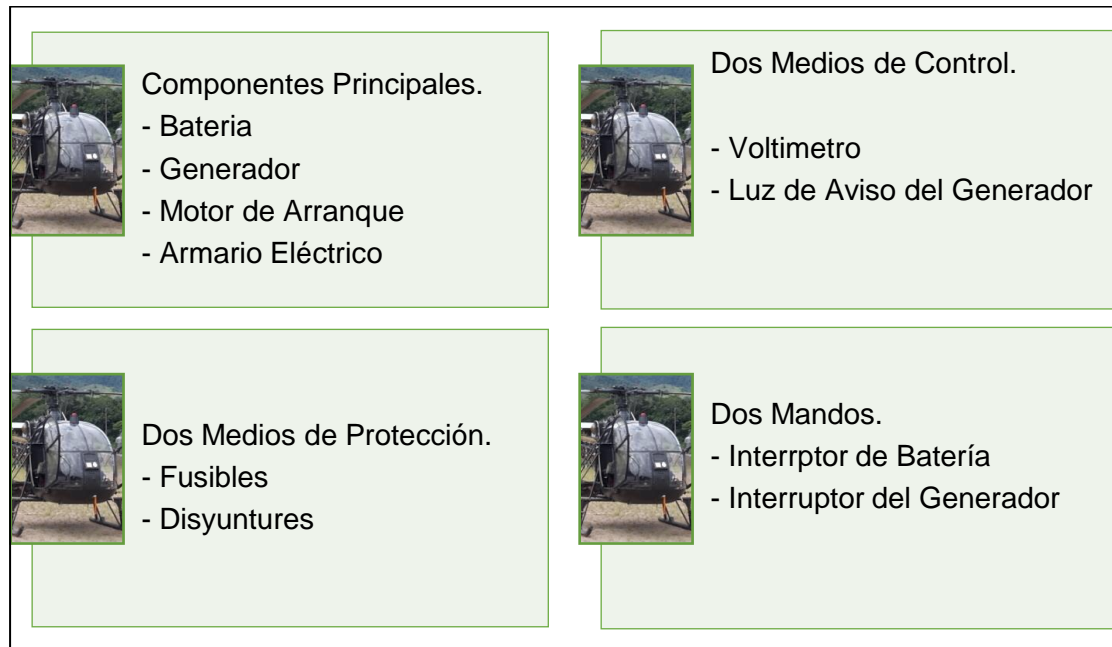 Componentes Principales.
- Bateria
- Generador
- Motor de Arranque
- Armario Eléctrico
Dos Medios de Control.
- Voltimetro
- Luz de Aviso del Generador
Dos Medios de Protección.
- Fusibles
- Disyuntures
Dos Mandos.
- Interrptor de Batería
- Interruptor del Generador